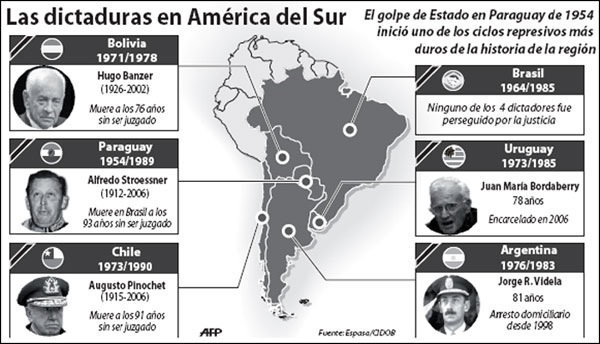 Las dictaduras en América del Sur
El golpe de Estado en Paraguay de 1954
inició uno de los ciclos represivos más
duros de la historia de la región
Bolivia
1971/1978
Hugo Banzer
(1926-2002)
Muere a los 76 años
sin ser juzgado
Paraguay
1954/1989
Alfredo Stroessner
(1912-2006)
Muere en Brasil a los
93 años sin ser juzgado
Chile
1973/1990
Augusto Pinochet
(1915-2006)
Muere a los 91 años
sin ser juzgado
Brasil
1964/1985
Ninguno de los 4 dictadores fue
perseguido por la justicia
Uruguay
1973/1985
Juan María Bordaberry
78 años
Encarcelado en 2006
Argentina
1976/1983
Jorge R. Videla
81 años
Arresto domiciliario
desde 1998
AFP
Fuente: Espasa/CIDOB